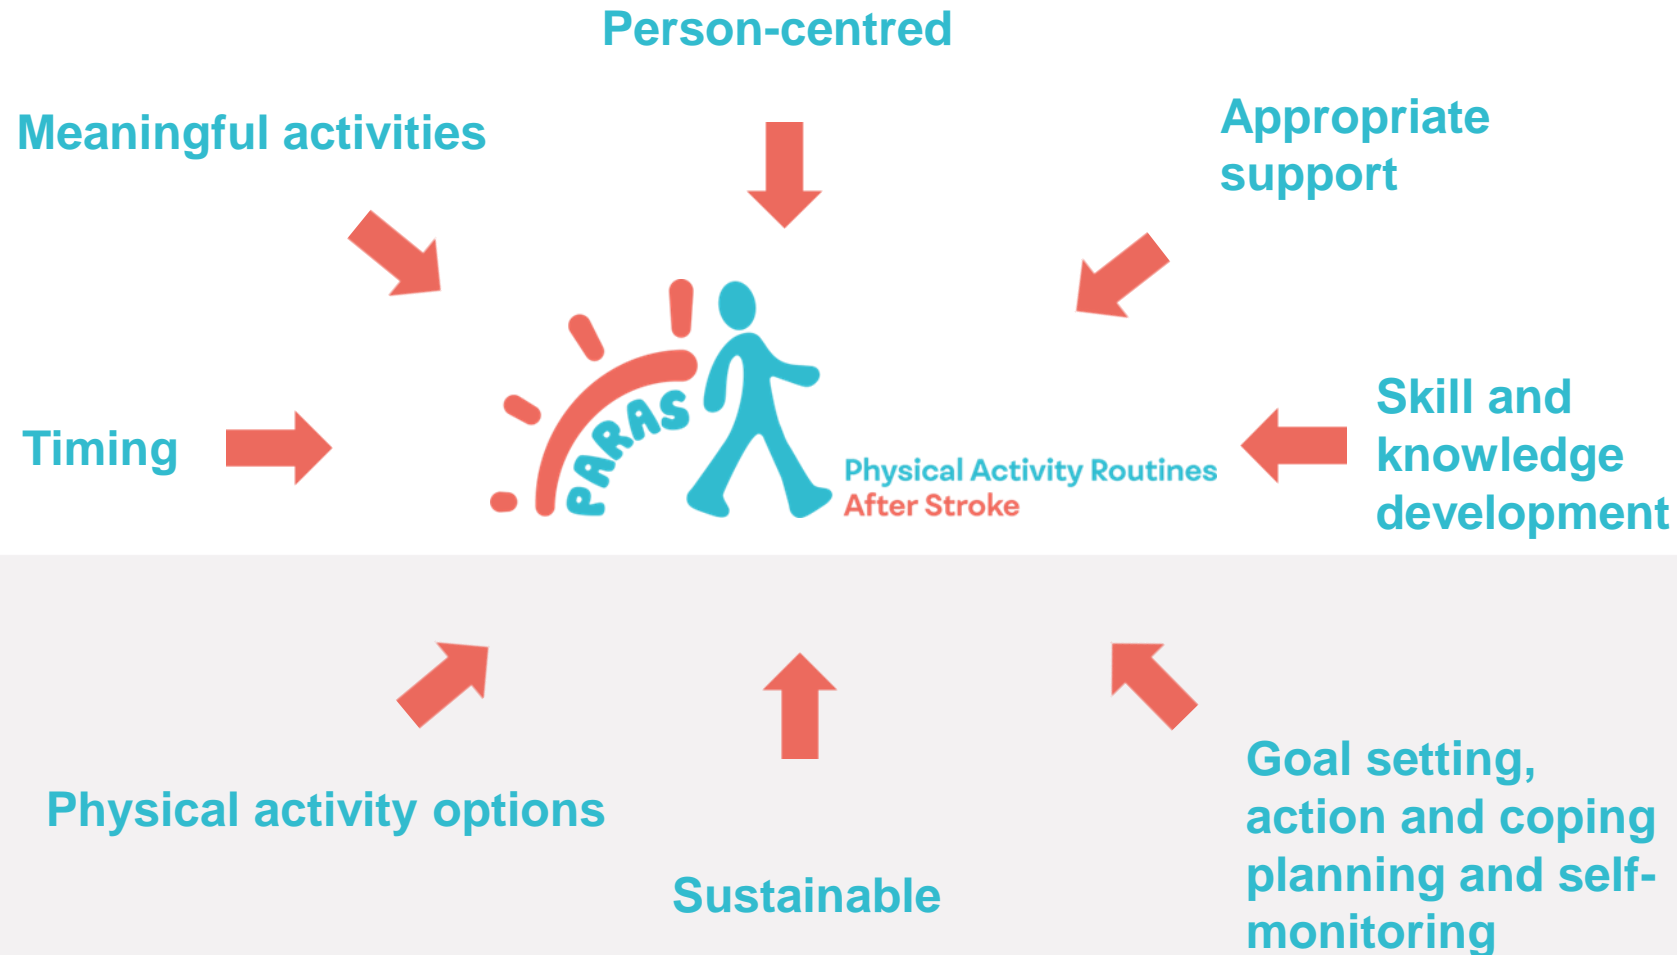 Person-centred
Meaningful activities
Appropriate
support
Timing
PARAS
Physical Activity Routines
After Stroke
Skill and
knowledge
development
Physical activity options
Sustainable
Goal setting,
action and coping
planning and self-
monitoring